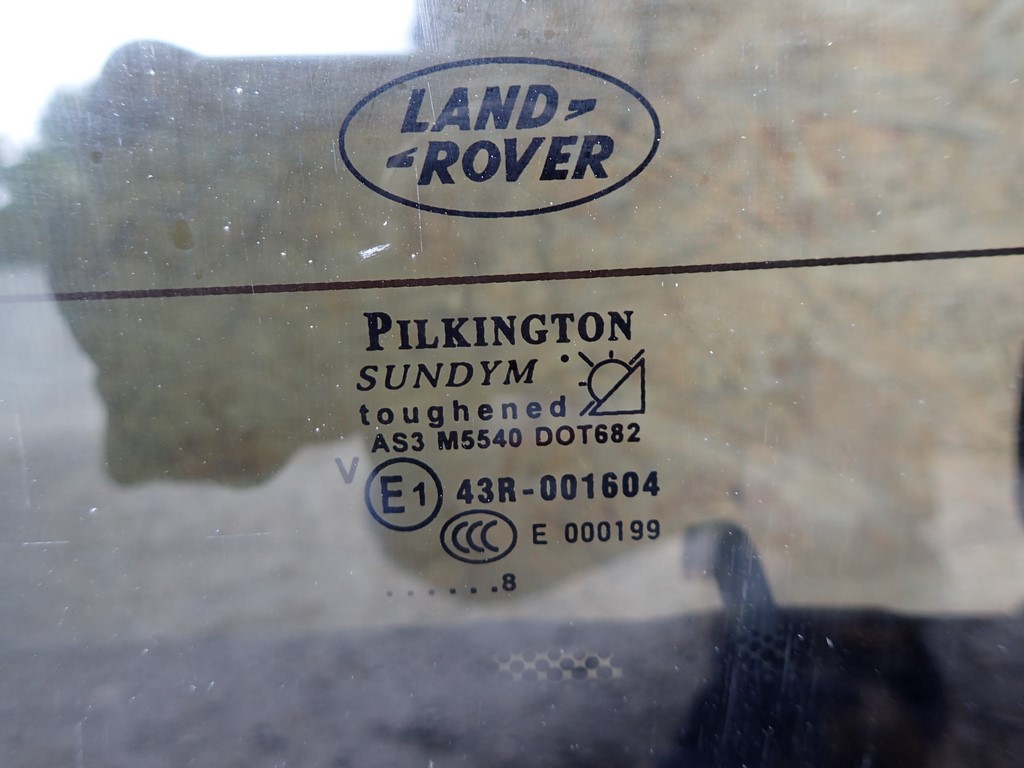 LAND
ROVER
PILKINGTON
SUNDYM
toughened
AS3 M5540 DOT682
V
E1 43R-001604
CCC E 000199
......8